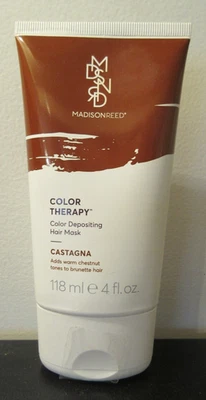 MADISONREED®
COLOR
THERAPY™
Color Depositing
Hair Mask
CASTAGNA
Adds warm chestnut
tones to brunette hair
118 ml e 4 fl. oz.